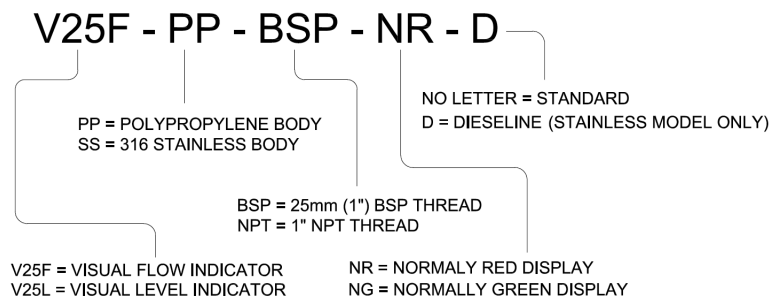 V25F - PP - BSP - NR - D
NO LETTER = STANDARD
D = DIESELINE (STAINLESS MODEL ONLY)
PP = POLYPROPYLENE BODY
SS = 316 STAINLESS BODY
BSP = 25mm (1") BSP THREAD
NPT = 1" NPT THREAD
V25F = VISUAL FLOW INDICATOR
V25L = VISUAL LEVEL INDICATOR
NR = NORMALY RED DISPLAY
NG = NORMALLY GREEN DISPLAY